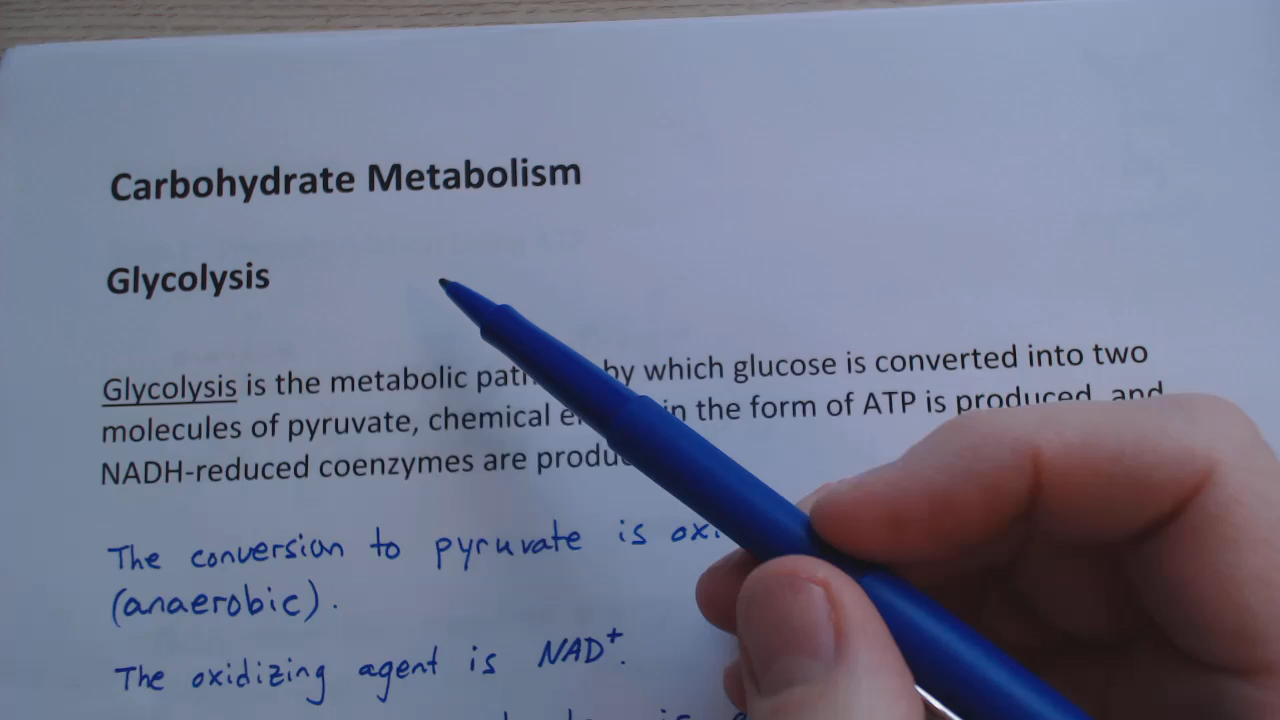 Carbohydrate Metabolism
Glycolysis
Glycolysis is the metabolic by which glucose is converted into two
molecules of pyruvate, chemical in the form of ATP is produced, and
NADH-reduced coenzymes are
The conversion to pyruvate is
(anaerobic).
The oxidizing agent is NAD⁺.
is